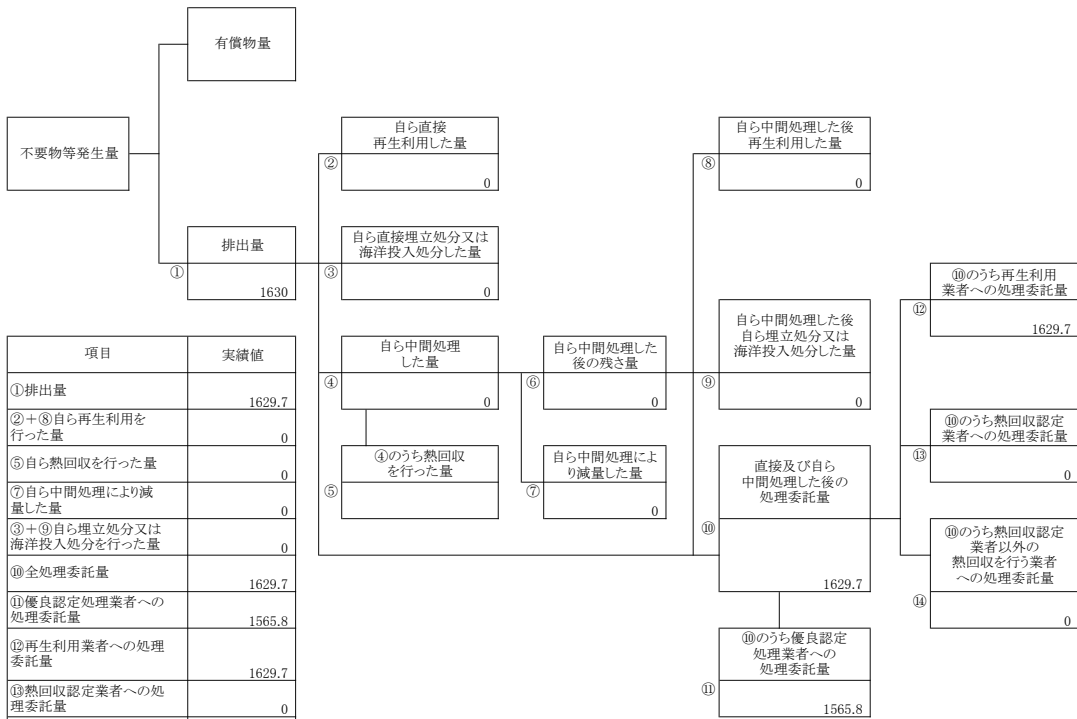 有償物量
不要物等発生量
自ら直接
再生利用した量
②
0
自ら中間処理した後
再生利用した量
⑧
0
排出量
①
1630
自ら直接埋立処分又は
海洋投入処分した量
③
0
⑩のうち再生利用
業者への処理委託量
⑫
1629.7
自ら中間処理
した量
④
0
自ら中間処理した
後の残さ量
⑥
0
自ら中間処理した後
自ら埋立処分又は
海洋投入処分した量
⑨
0
⑩のうち熱回収認定
業者への処理委託量
⑬
0
④のうち熱回収
を行った量
⑤
自ら中間処理によ
り減量した量
⑦
0
直接及び自ら
中間処理した後の
処理委託量
⑩
1629.7
⑩のうち熱回収認定
業者以外の
熱回収を行う業者
への処理委託量
⑭
0
⑩のうち優良認定
処理業者への
処理委託量
⑪
1565.8
項目 実績値
①排出量 1629.7
②+⑧自ら再生利用を
行った量 0
⑤自ら熱回収を行った量 0
⑦自ら中間処理により減
量した量 0
③+⑨自ら埋立処分又は
海洋投入処分を行った量 0
⑩全処理委託量 1629.7
⑪優良認定処理業者への
処理委託量 1565.8
⑫再生利用業者への処理
委託量 1629.7
⑬熱回収認定業者への処
理委託量 0